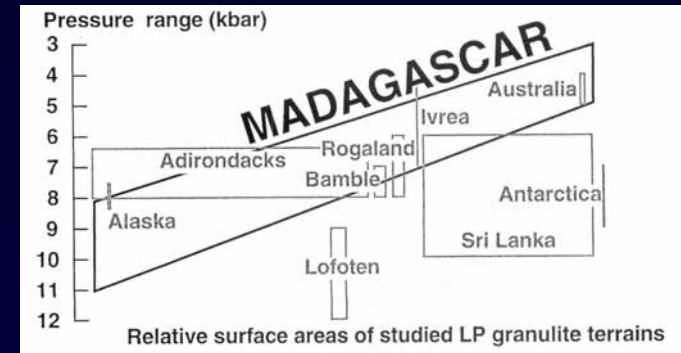 Pressure range (kbar)
3
4
5
6
7
8
9
10
11
12
MADAGASCAR
Australia
Ivrea
Adirondacks
Rogaland
Bamble
Antarctica
Alaska
Sri Lanka
Lofoten
Relative surface areas of studied LP granulite terrains